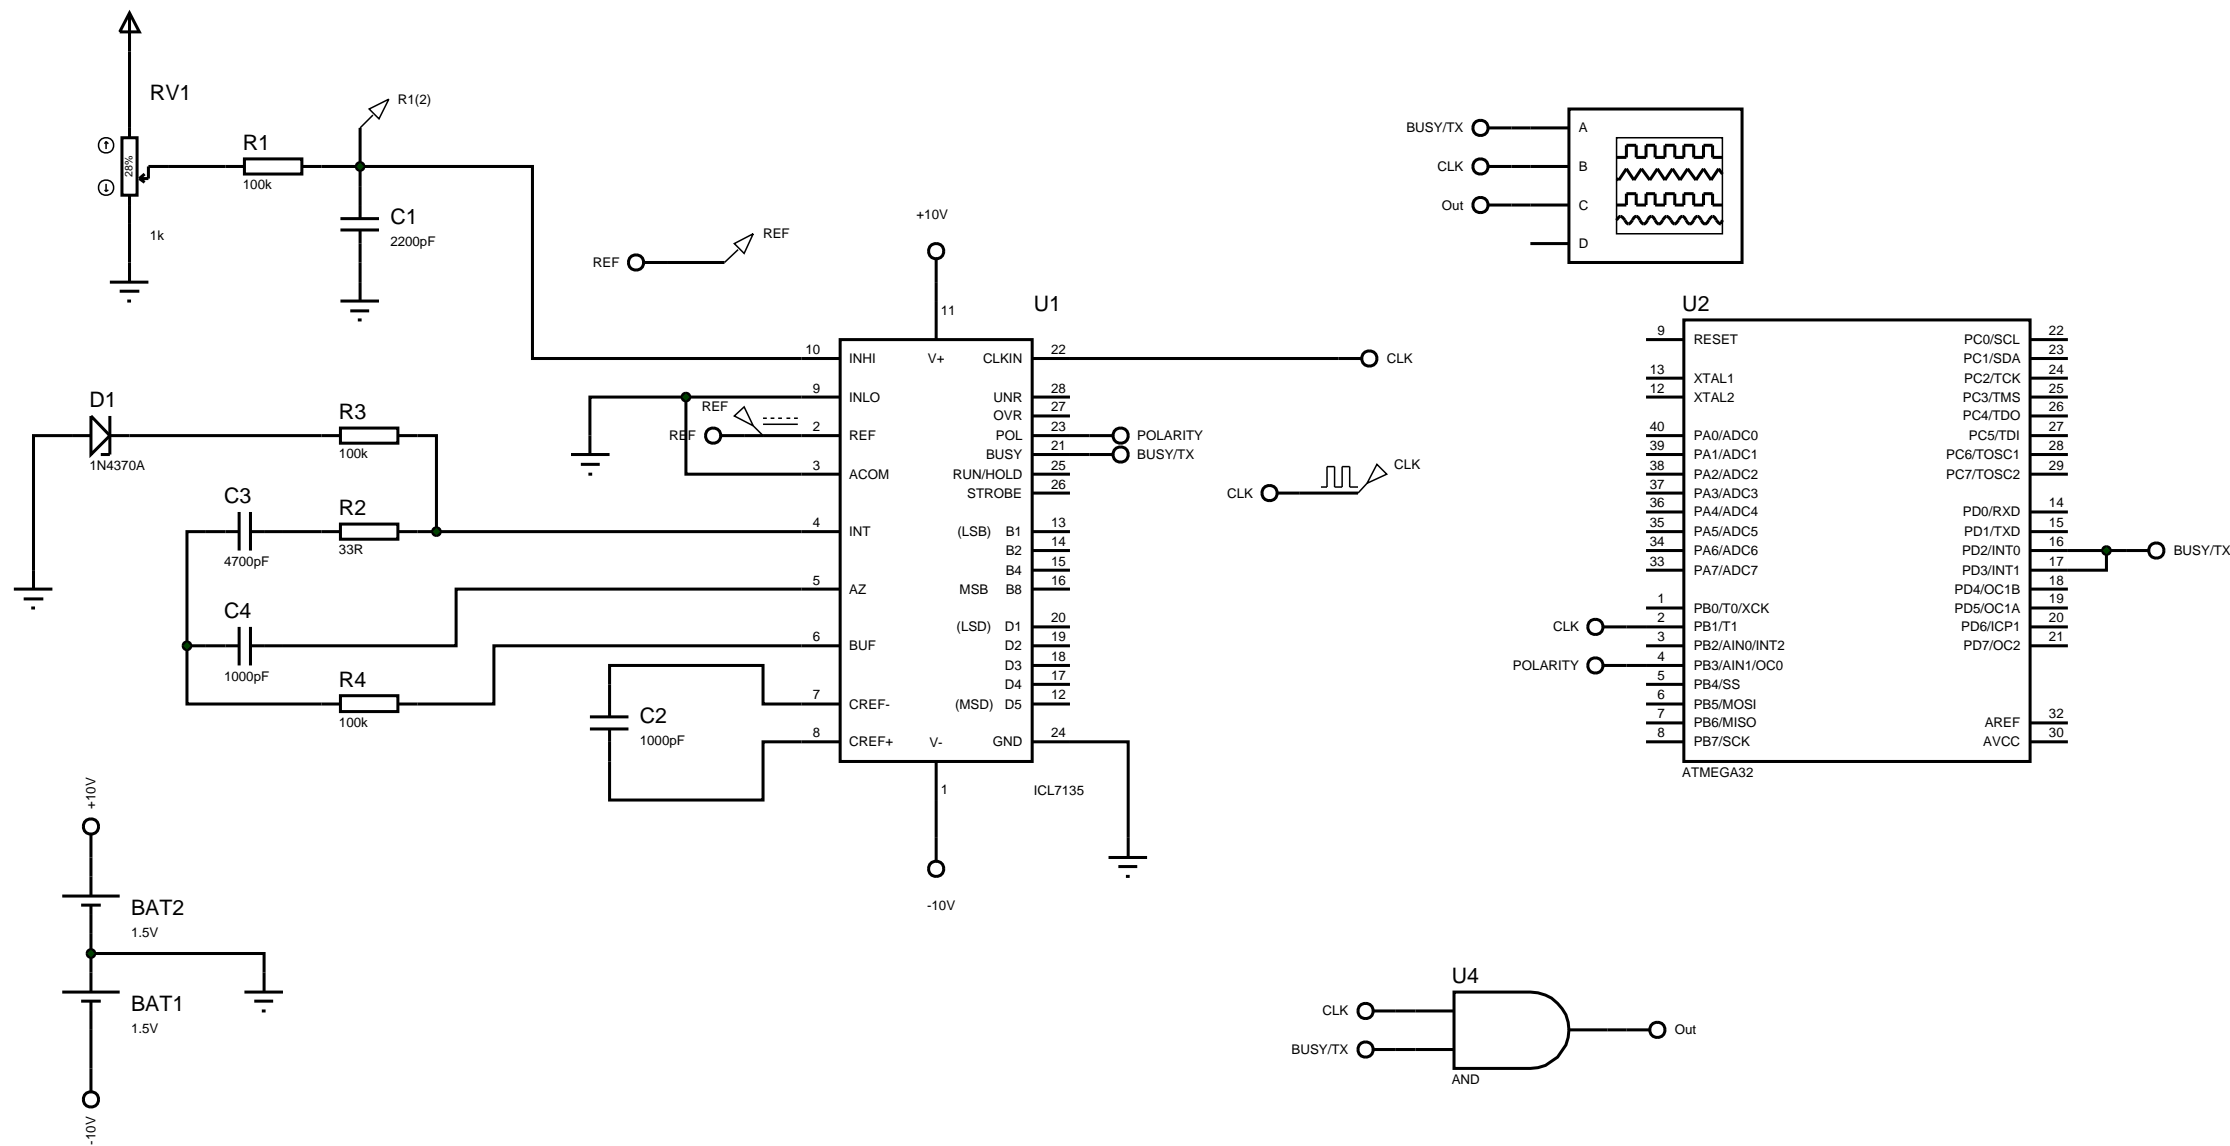 RV1
28%
1k
R1
100k
R1(2)
C1
2200pF
REF
REF
+10V
BUSY/TX
CLK
Out
A
B
C
D
D1
1N4370A
R3
100k
C3
4700pF
R2
33R
C4
1000pF
R4
100k
C2
1000pF
REF
REF
U1
11
V+
10 INHI
9 INLO
2 REF
3 ACOM
4 INT
5 AZ
6 BUF
7 CREF-
8 CREF+
CLKIN 22
UNR 28
OVR 27
POL 23
BUSY 21
RUN/HOLD 25
STROBE 26
(LSB) B1 13
B2 14
B4 15
MSB B8 16
(LSD) D1 20
D2 19
D3 18
D4 17
(MSD) D5 12
GND 24
V-
1
ICL7135
-10V
CLK
POLARITY
BUSY/TX
CLK
CLK
U2
9 RESET
13 XTAL1
12 XTAL2
40 PA0/ADC0
39 PA1/ADC1
38 PA2/ADC2
37 PA3/ADC3
36 PA4/ADC4
35 PA5/ADC5
34 PA6/ADC6
33 PA7/ADC7
1 PB0/T0/XCK
CLK 2 PB1/T1
3 PB2/AIN0/INT2
POLARITY 4 PB3/AIN1/OC0
5 PB4/SS
6 PB5/MOSI
7 PB6/MISO
8 PB7/SCK
PC0/SCL 22
PC1/SDA 23
PC2/TCK 24
PC3/TMS 25
PC4/TDO 26
PC5/TDI 27
PC6/TOSC1 28
PC7/TOSC2 29
PD0/RXD 14
PD1/TXD 15
PD2/INT0 16 BUSY/TX
PD3/INT1 17
PD4/OC1B 18
PD5/OC1A 19
PD6/ICP1 20
PD7/OC2 21
AREF 32
AVCC 30
ATMEGA32
+10V
BAT2
1.5V
BAT1
1.5V
-10V
U4
CLK
BUSY/TX
Out
AND